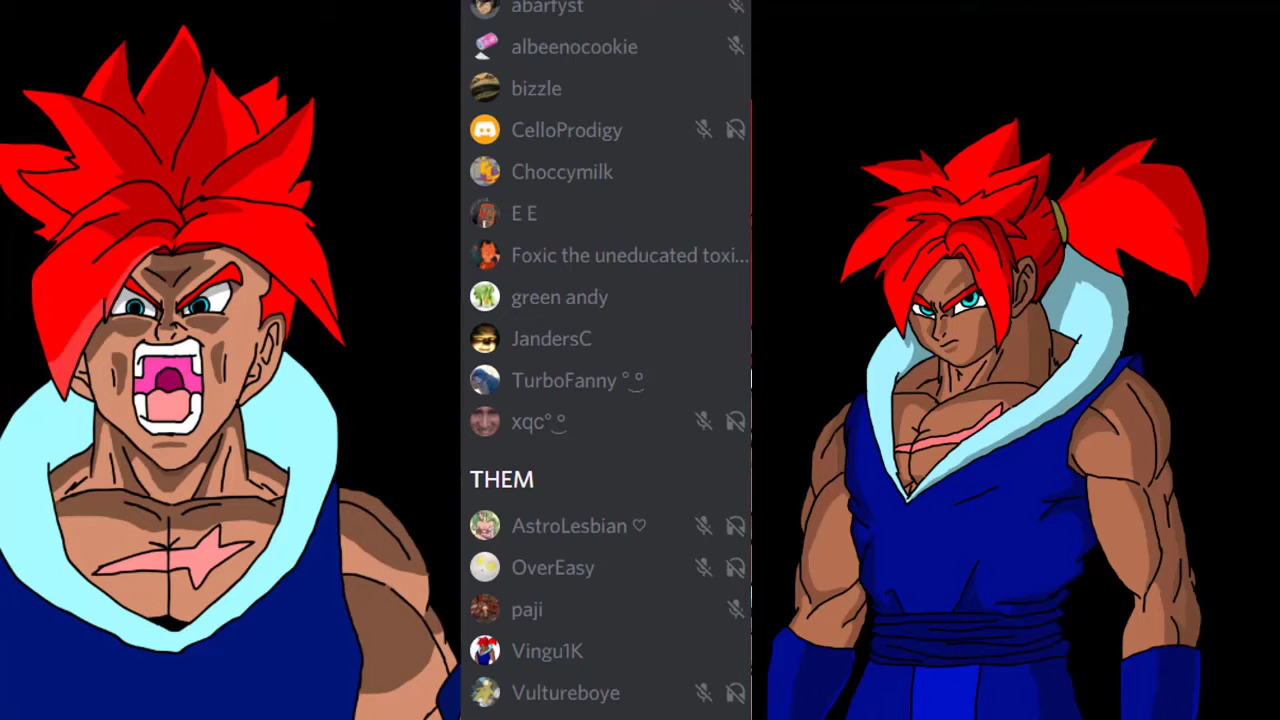 abarfyst
albeenocookie
bizzle
CelloProdigy
Choccymilk
E E
Foxic the uneducated toxi...
green andy
JandersC
TurboFanny ° ͜ °
xqc° ͜ °
THEM
AstroLesbian ♡
OverEasy
paji
Vingu1K
Vultureboye